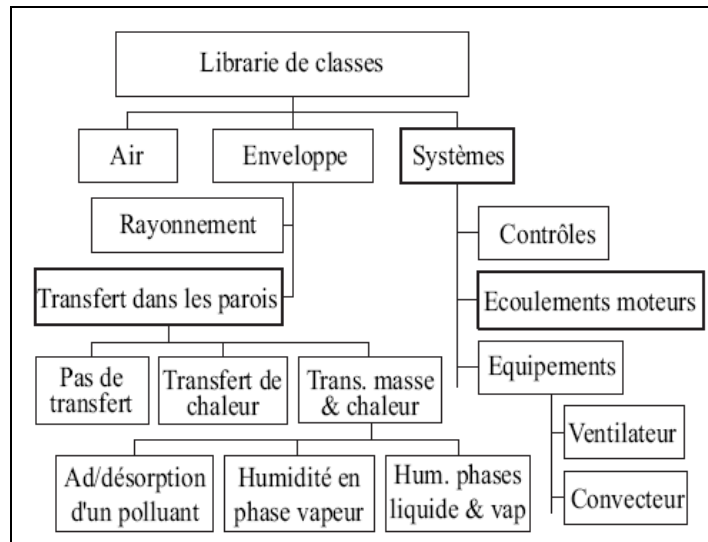 Librarie de classes
Air
Enveloppe
Systèmes
Rayonnement
Contrôles
Transfert dans les parois
Ecoulements moteurs
Pas de
transfert
Transfert de
chaleur
Trans. masse
& chaleur
Equipements
Ventilateur
Ad/désorption
d'un polluant
Humidité en
phase vapeur
Hum. phases
liquide & vap
Convecteur